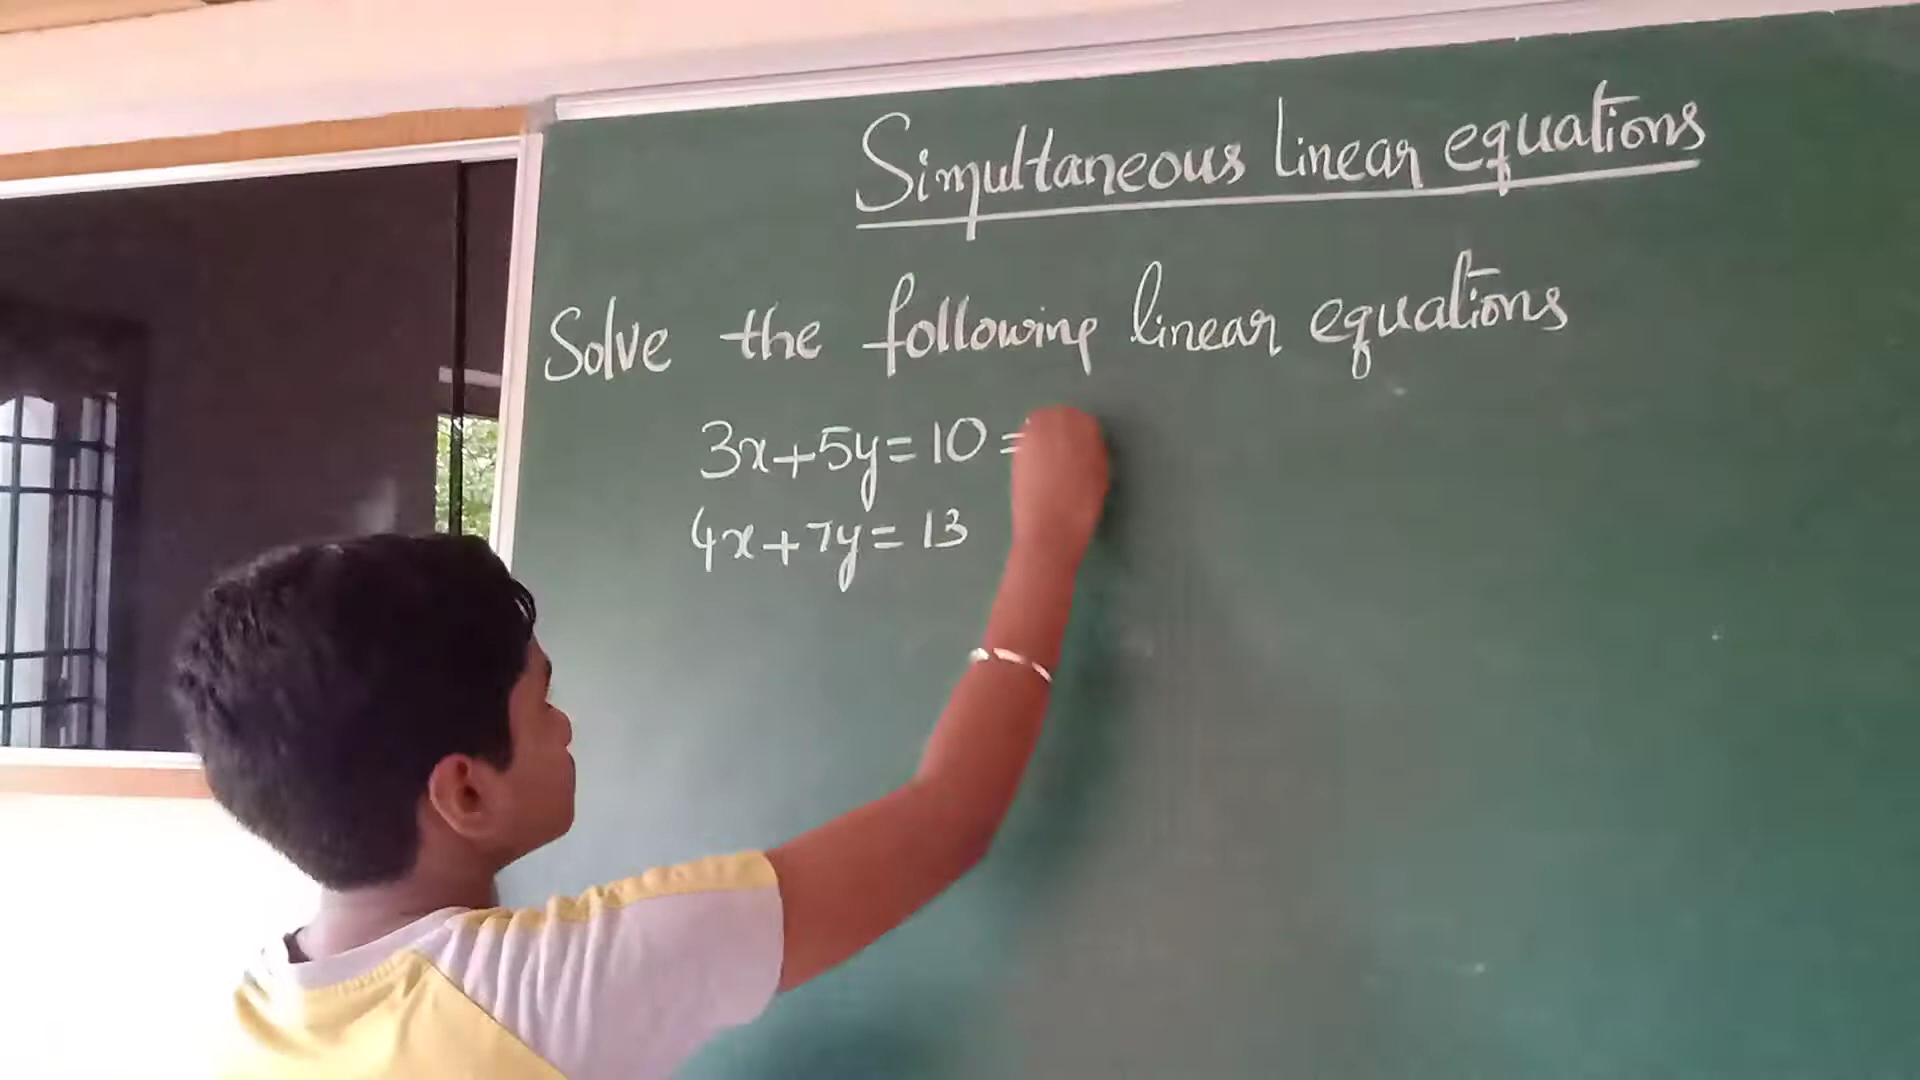 Simultaneous linear equations
Solve the following linear equations
3x+5y=10 =
4x+7y=13